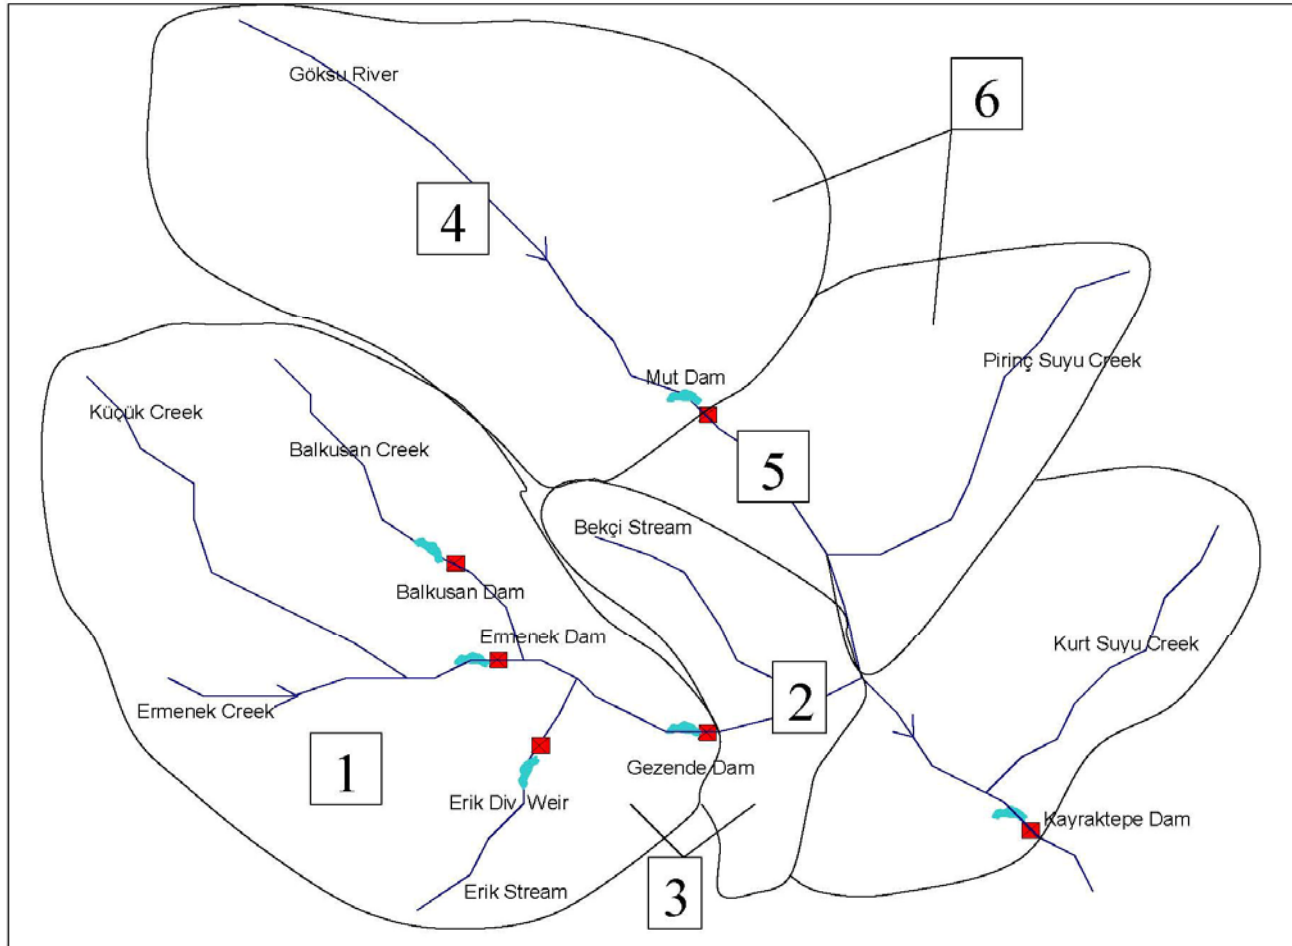 Göksu River
6
4
Mut Dam
Pirinç Suyu Creek
Küçük Creek
Balkusan Creek
5
Bekçi Stream
Balkusan Dam
Ermenek Dam
Kurt Suyu Creek
Ermenek Creek
2
1
Gezende Dam
Erik Div. Weir
Kayraktepe Dam
3
Erik Stream